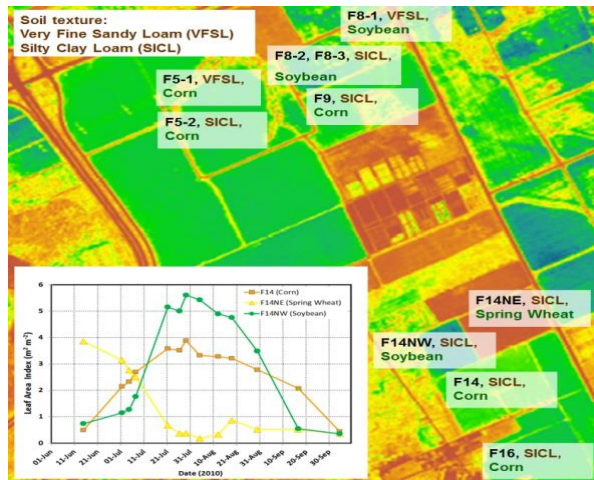 Soil texture:
Very Fine Sandy Loam (VFSL)
Silty Clay Loam (SICL)
F8-1, VFSL,
Soybean
F8-2, F8-3, SICL,
Soybean
F5-1, VFSL,
Corn
F9, SICL,
Corn
F5-2, SICL,
Corn
F14NE, SICL,
Spring Wheat
F14NW, SICL,
Soybean
F14, SICL,
Corn
F16, SICL,
Corn
F14 (Corn)
F14NE (Spring Wheat)
F14NW (Soybean)
Leaf Area Index (m² m⁻²)
6
5
4
3
2
1
0
01-Jun
11-Jun
21-Jun
01-Jul
11-Jul
21-Jul
31-Jul
10-Aug
21-Aug
31-Aug
10-Sep
20-Sep
30-Sep
Date (2010)